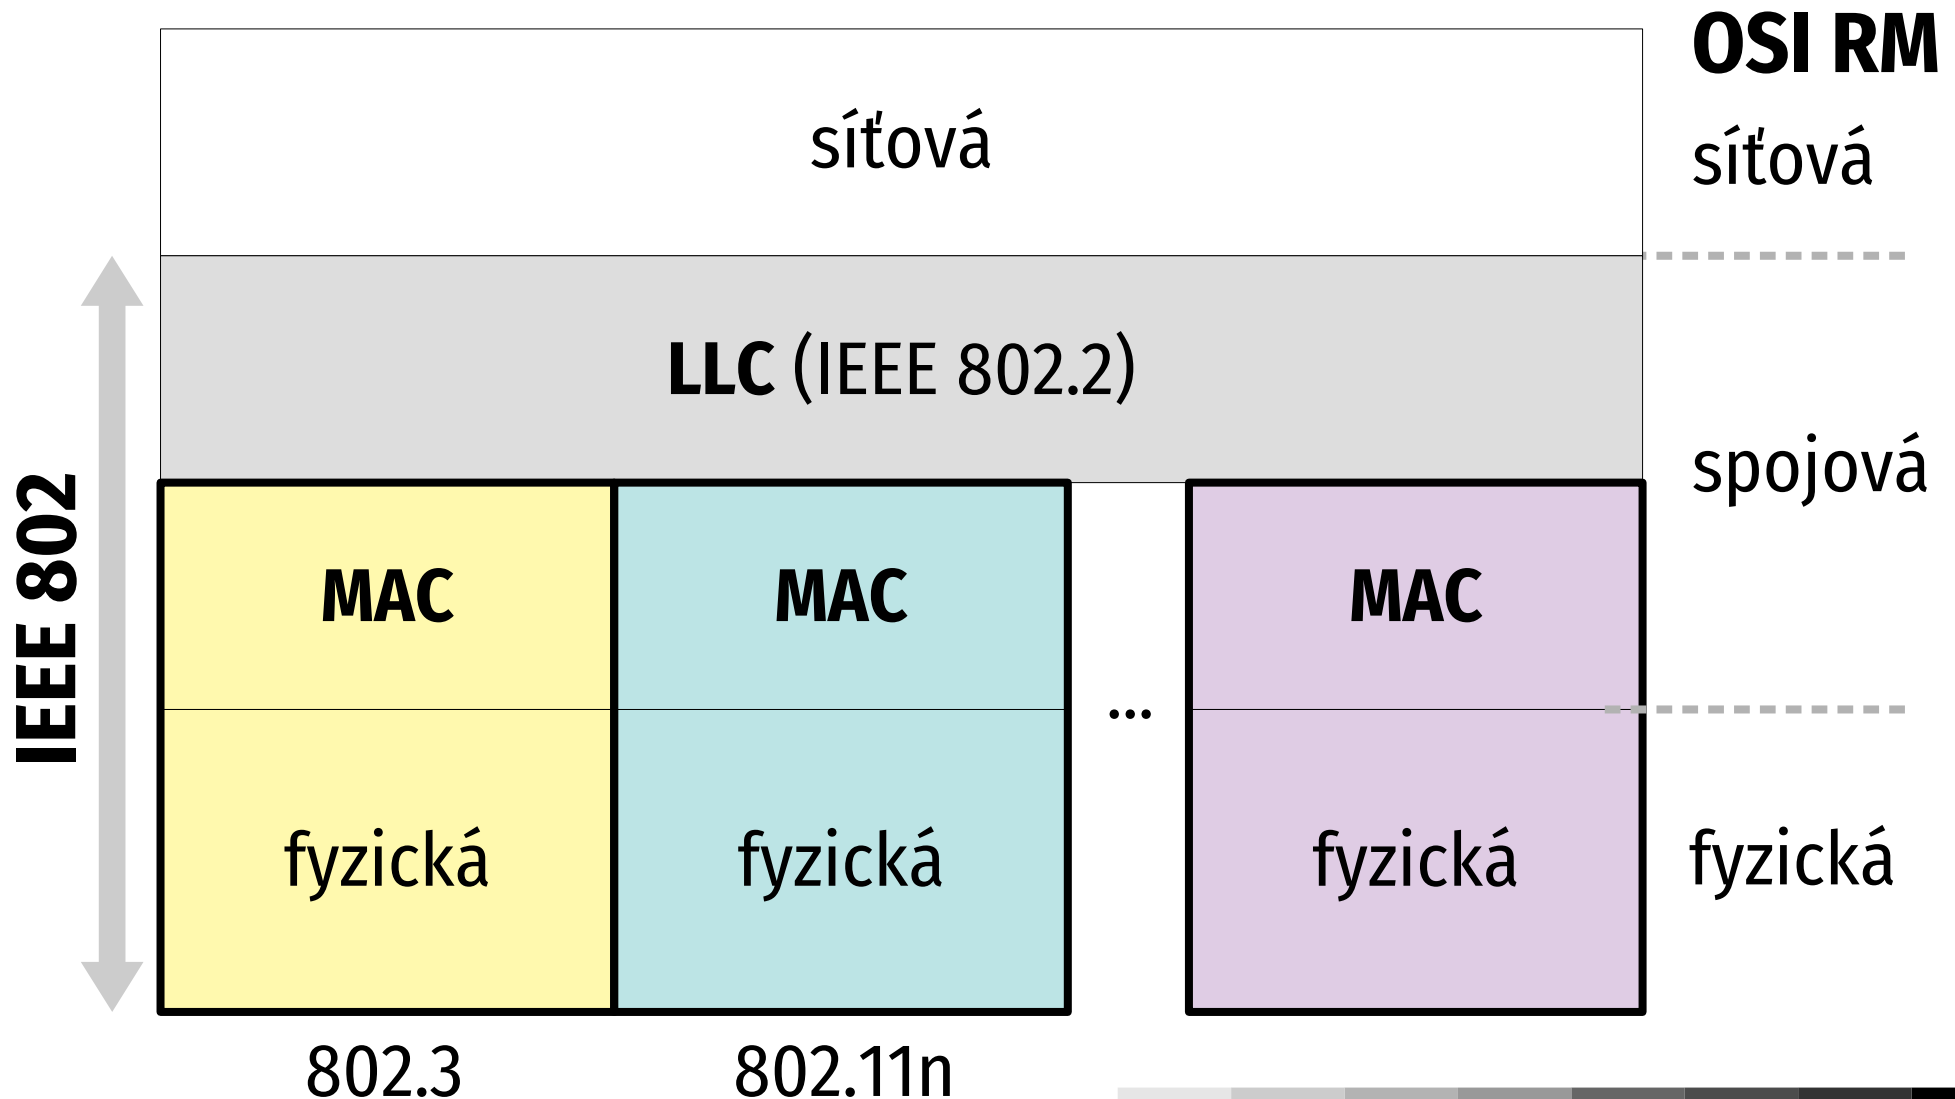 OSI RM
síťová
síťová
LLC (IEEE 802.2)
spojová
IEEE 802
MAC
MAC
MAC
...
fyzická
fyzická
fyzická
fyzická
802.3
802.11n